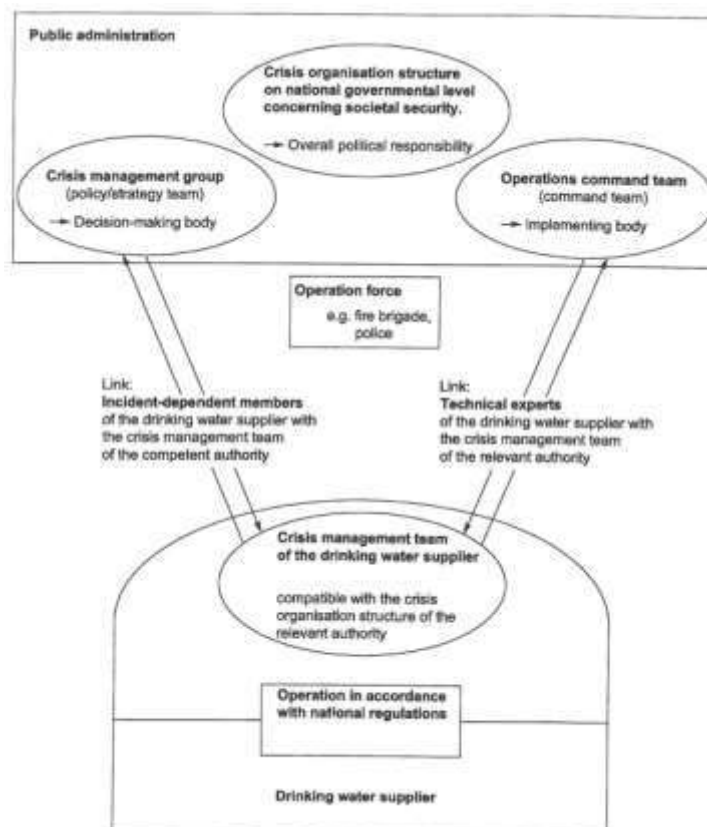 Public administration
Crisis organisation structure
on national governmental level
concerning societal security.
→ Overall political responsibility
Crisis management group
(policy/strategy team)
→ Decision-making body
Operations command team
(command team)
→ Implementing body
Operation force
e.g. fire brigade,
police
Link:
Incident-dependent members
of the drinking water supplier with
the crisis management team
of the competent authority
Link:
Technical experts
of the drinking water supplier with
the crisis management team
of the relevant authority
Crisis management team
of the drinking water supplier
compatible with the crisis
organisation structure of the
relevant authority
Operation in accordance
with national regulations
Drinking water supplier